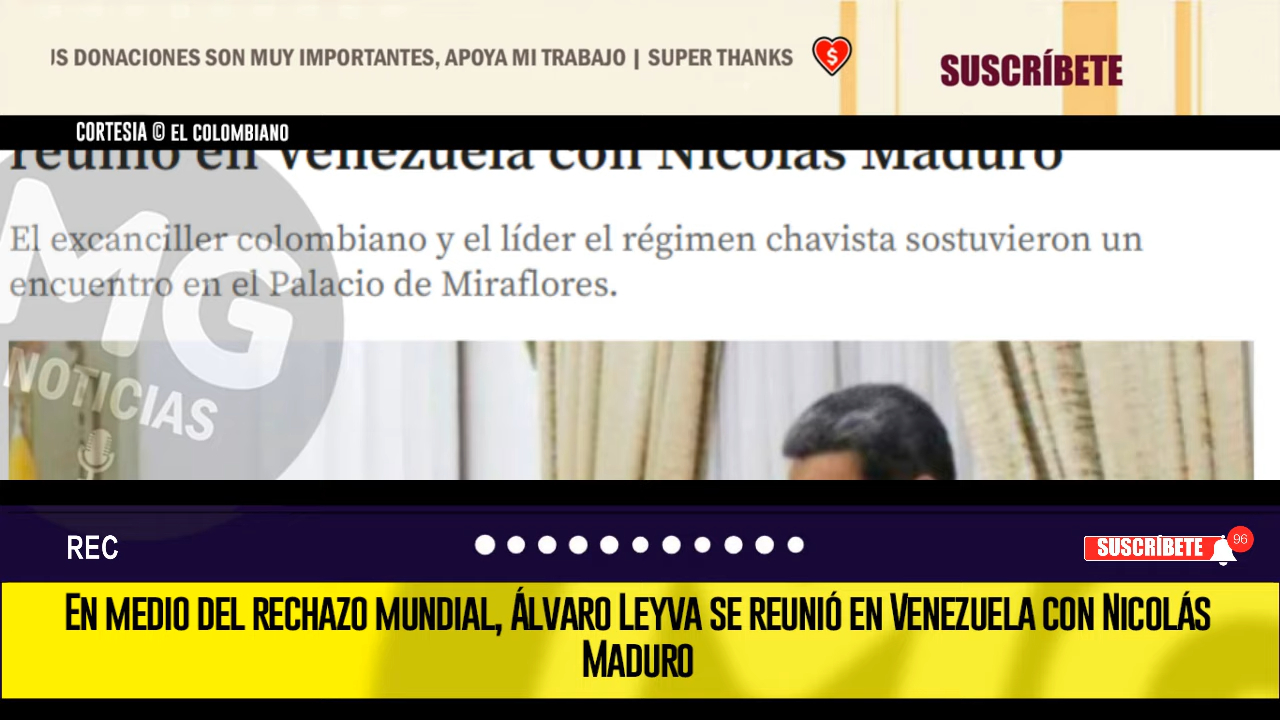 US DONACIONES SON MUY IMPORTANTES, APOYA MI TRABAJO | SUPER THANKS
$
SUSCRÍBETE
CORTESIA © EL COLOMBIANO
reunió en Venezuela con Nicolás Maduro
El excanciller colombiano y el líder el régimen chavista sostuvieron un
encuentro en el Palacio de Miraflores.
MG
NOTICIAS
REC
SUSCRÍBETE
96
EN MEDIO DEL RECHAZO MUNDIAL, ÁLVARO LEYVA SE REUNIÓ EN VENEZUELA CON NICOLÁS
MADURO